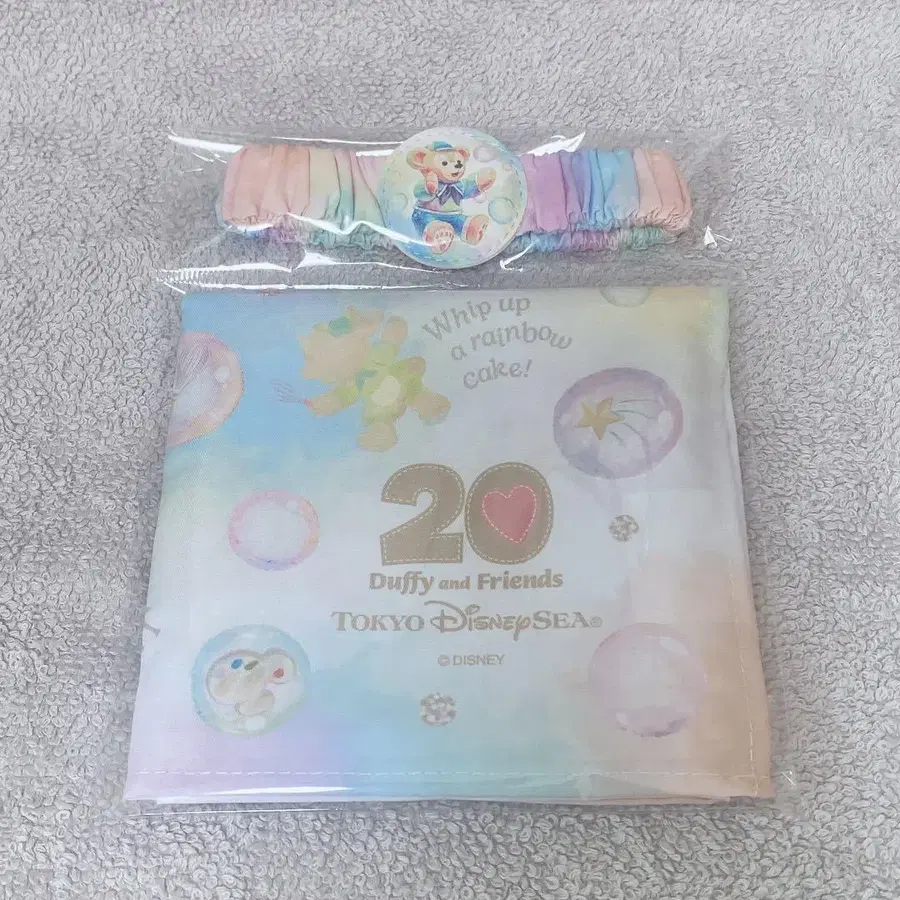 Whip up
a rainbow
cake!
20
Duffy and Friends
TOKYO DISNEYSEA®
© DISNEY